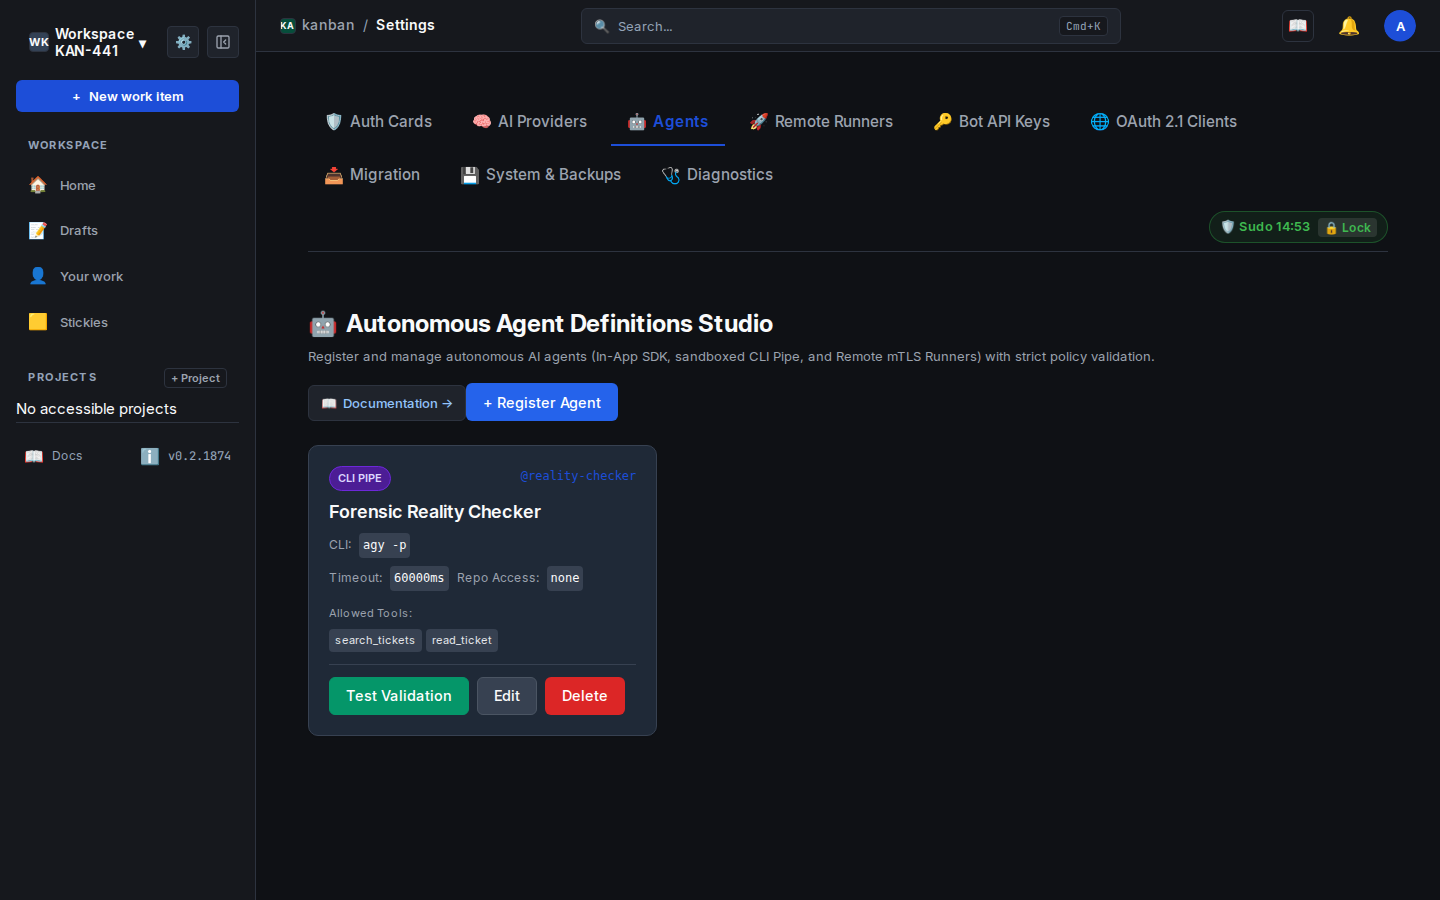 WK Workspace KAN-441 ▼
+ New work item
WORKSPACE
Home
Drafts
Your work
Stickies
PROJECTS + Project
No accessible projects
Docs v0.2.1874
KA kanban / Settings
Search... Cmd+K
A
Auth Cards AI Providers Agents Remote Runners Bot API Keys OAuth 2.1 Clients
Migration System & Backups Diagnostics
Sudo 14:53 Lock
Autonomous Agent Definitions Studio
Register and manage autonomous AI agents (In-App SDK, sandboxed CLI Pipe, and Remote mTLS Runners) with strict policy validation.
Documentation → + Register Agent
CLI PIPE @reality-checker
Forensic Reality Checker
CLI: agy -p
Timeout: 60000ms Repo Access: none
Allowed Tools:
search_tickets read_ticket
Test Validation Edit Delete